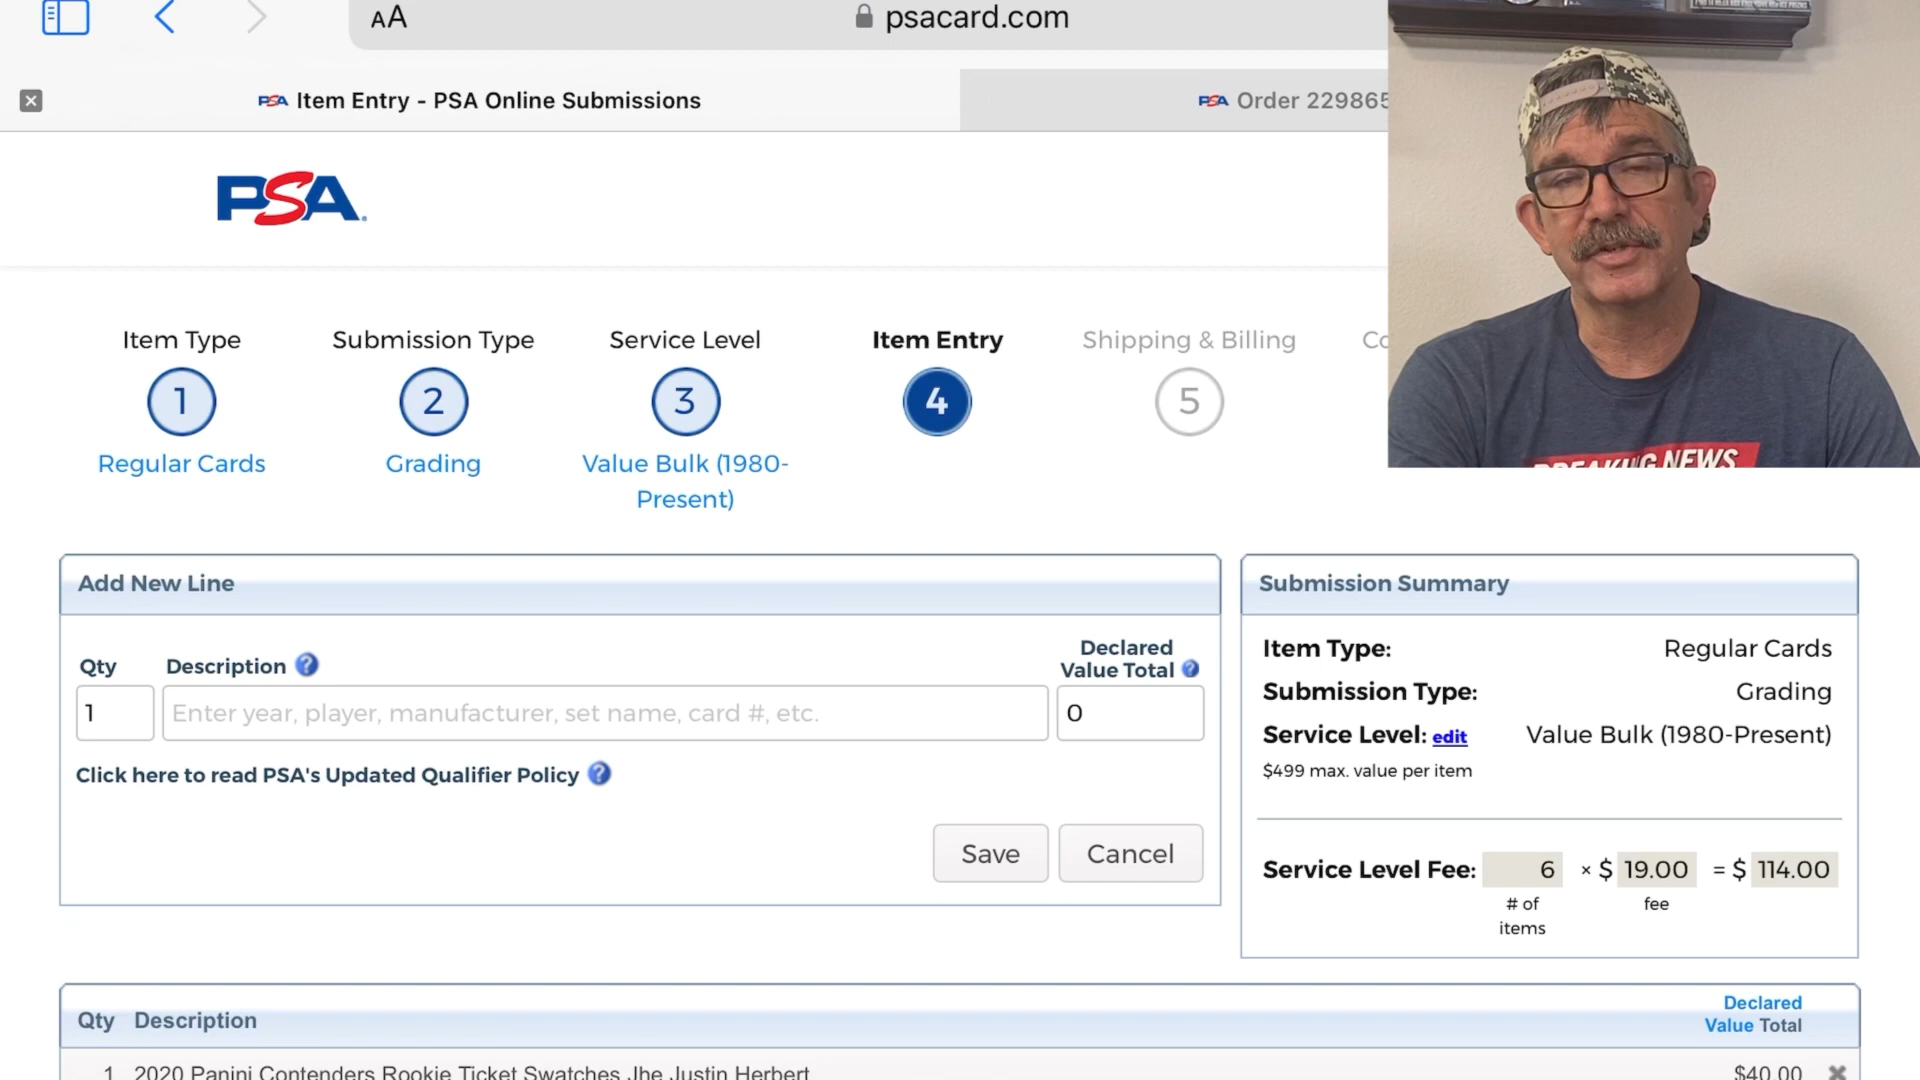 AA
psacard.com
PSA Item Entry - PSA Online Submissions
PSA Order 229865
PSA
Item Type
Submission Type
Service Level
Item Entry
Shipping & Billing
Co
1
2
3
4
5
Regular Cards
Grading
Value Bulk (1980-
Present)
BREAKING NEWS
Add New Line
Qty
Description ?
Declared
Value Total ?
1
Enter year, player, manufacturer, set name, card #, etc.
0
Click here to read PSA's Updated Qualifier Policy ?
Save
Cancel
Submission Summary
Item Type: Regular Cards
Submission Type: Grading
Service Level: edit Value Bulk (1980-Present)
$499 max. value per item
Service Level Fee: 6 × $ 19.00 = $ 114.00
# of
items
fee
Qty Description
Declared
Value Total
1 2020 Panini Contenders Rookie Ticket Swatches Jhe Justin Herbert $40.00